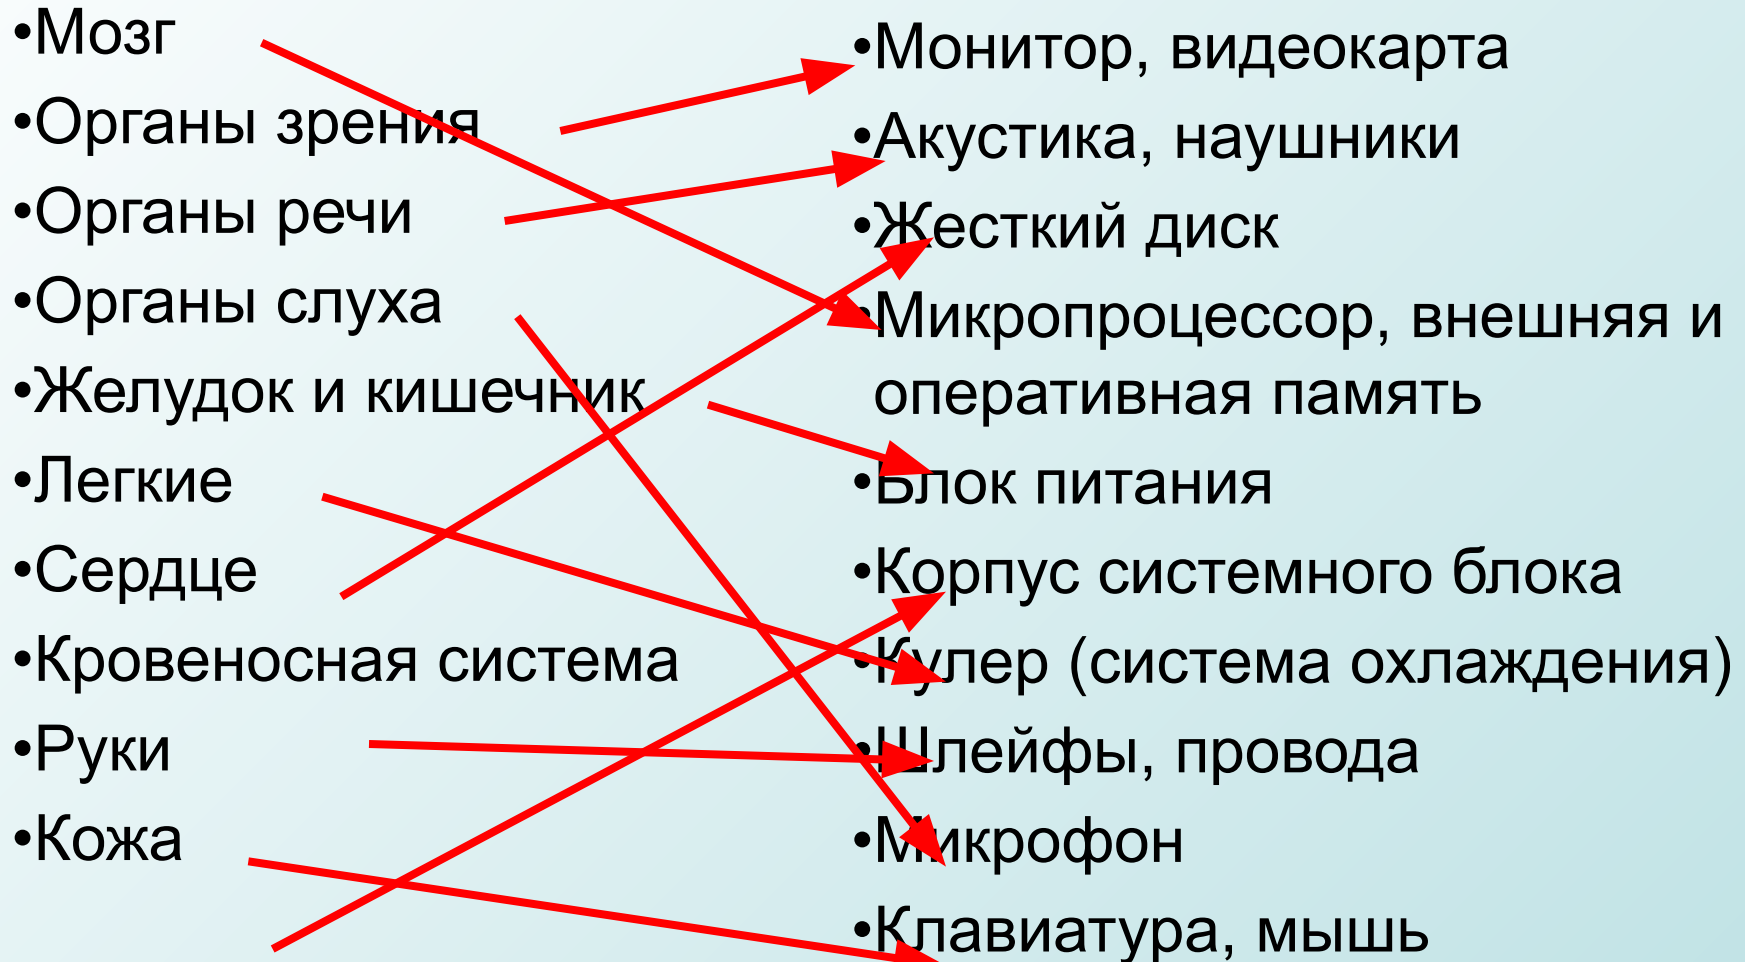 •Мозг
•Органы зрения
•Органы речи
•Органы слуха
•Желудок и кишечник
•Легкие
•Сердце
•Кровеносная система
•Руки
•Кожа
•Монитор, видеокарта
•Акустика, наушники
•Жесткий диск
•Микропроцессор, внешняя и
оперативная память
•Блок питания
•Корпус системного блока
•Кулер (система охлаждения)
•Шлейфы, провода
•Микрофон
•Клавиатура, мышь